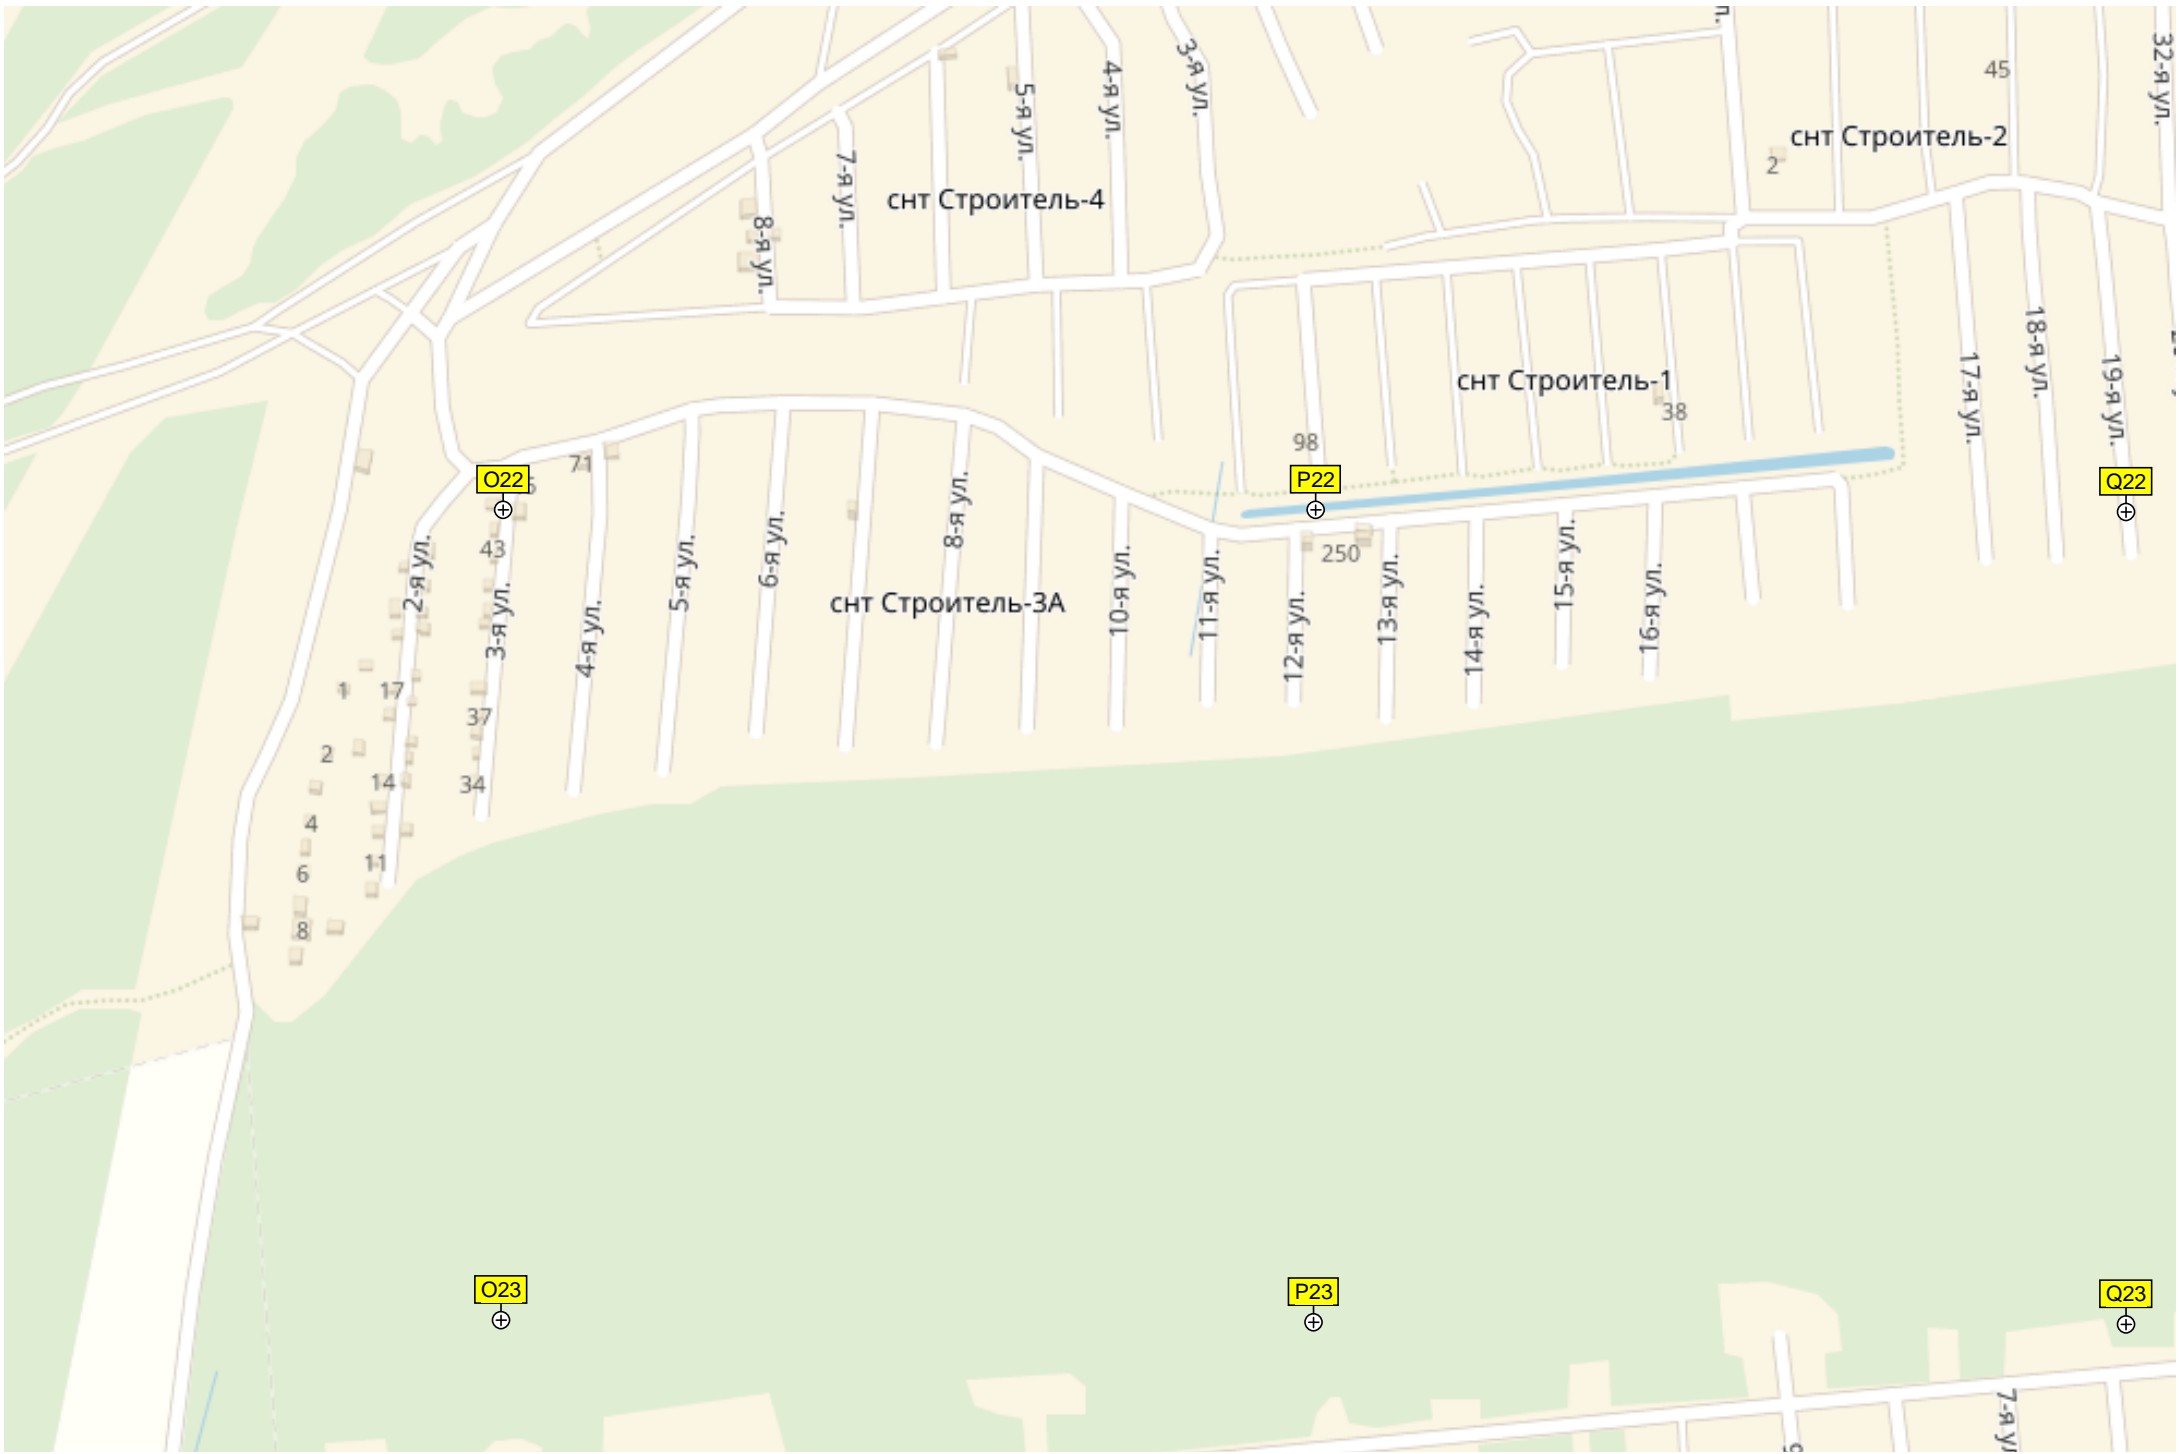 3-я ул.
32-я ул.
45
4-я ул.
5-я ул.
снт Строитель-2
2
7-я ул.
снт Строитель-4
8-я ул.
18-я ул.
17-я ул.
19-я ул.
снт Строитель-1
38
98
71
O22
P22
Q22
43
250
2-я ул.
3-я ул.
4-я ул.
5-я ул.
6-я ул.
8-я ул.
снт Строитель-3А
10-я ул.
11-я ул.
12-я ул.
13-я ул.
14-я ул.
15-я ул.
16-я ул.
1
17
37
2
14
34
4
11
6
8
O23
P23
Q23